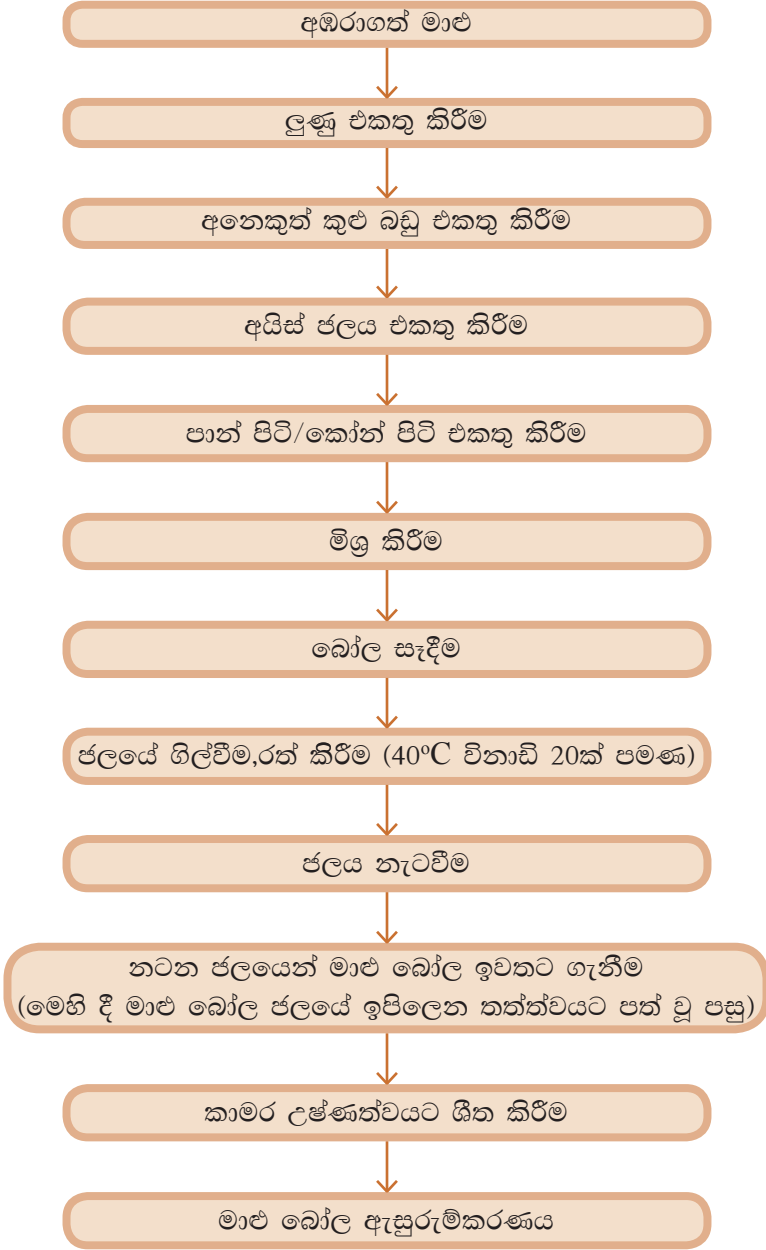 අඹරාගත් මාළු
ලුණු එකතු කිරීම
අනෙකුත් කුළු බඩු එකතු කිරීම
අයිස් ජලය එකතු කිරීම
පාන් පිටි/කෝන් පිටි එකතු කිරීම
මිශ්‍ර කිරීම
බෝල සෑදීම
ජලයේ ගිල්වීම,රත් කිරීම (40ºC විනාඩි 20ක් පමණ)
ජලය නැටවීම
නටන ජලයෙන් මාළු බෝල ඉවතට ගැනීම
(මෙහි දී මාළු බෝල ජලයේ ඉපිලෙන තත්ත්වයට පත් වූ පසු)
කාමර උෂ්ණත්වයට ශීත කිරීම
මාළු බෝල ඇසුරුම්කරණය